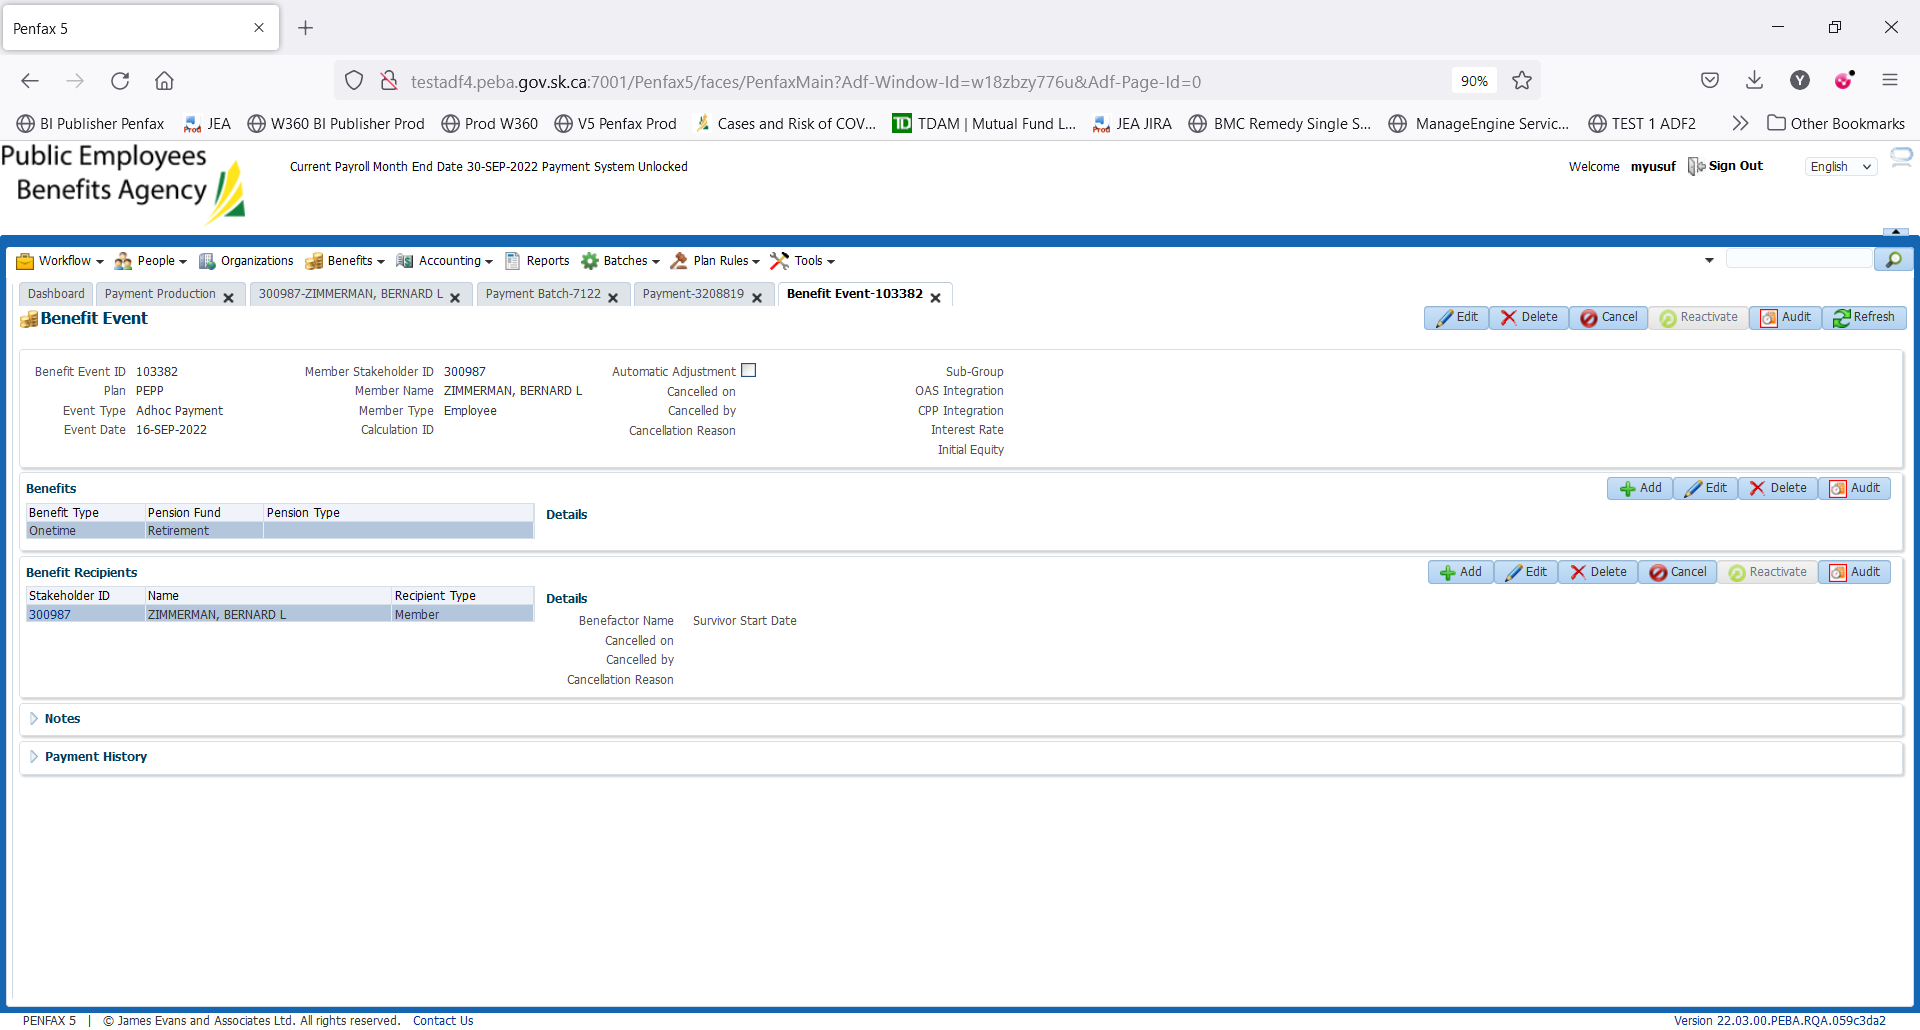 Penfax 5
testadf4.peba.gov.sk.ca:7001/Penfax5/faces/PenfaxMain?Adf-Window-Id=w18zbzy776u&Adf-Page-Id=0
90%
Y
BI Publisher Penfax
JEA
W360 BI Publisher Prod
Prod W360
V5 Penfax Prod
Cases and Risk of COV...
TDAM | Mutual Fund L...
JEA JIRA
BMC Remedy Single S...
ManageEngine Servic...
TEST 1 ADF2
Other Bookmarks
Public Employees
Benefits Agency
Current Payroll Month End Date 30-SEP-2022 Payment System Unlocked
Welcome myusuf Sign Out
English
Workflow People Organizations Benefits Accounting Reports Batches Plan Rules Tools
Dashboard Payment Production 300987-ZIMMERMAN, BERNARD L Payment Batch-7122 Payment-3208819 Benefit Event-103382
Benefit Event
Edit Delete Cancel Reactivate Audit Refresh
Benefit Event ID 103382 Member Stakeholder ID 300987 Automatic Adjustment Sub-Group
Plan PEPP Member Name ZIMMERMAN, BERNARD L Cancelled on OAS Integration
Event Type Adhoc Payment Member Type Employee Cancelled by CPP Integration
Event Date 16-SEP-2022 Calculation ID Cancellation Reason Interest Rate
Initial Equity
Benefits
Add Edit Delete Audit
Benefit Type Pension Fund Pension Type
Details
Onetime Retirement
Benefit Recipients
Add Edit Delete Cancel Reactivate Audit
Stakeholder ID Name Recipient Type
Details
300987 ZIMMERMAN, BERNARD L Member
Benefactor Name Survivor Start Date
Cancelled on
Cancelled by
Cancellation Reason
Notes
Payment History
PENFAX 5 | © James Evans and Associates Ltd. All rights reserved. Contact Us
Version 22.03.00.PEBA.RQA.059c3da2